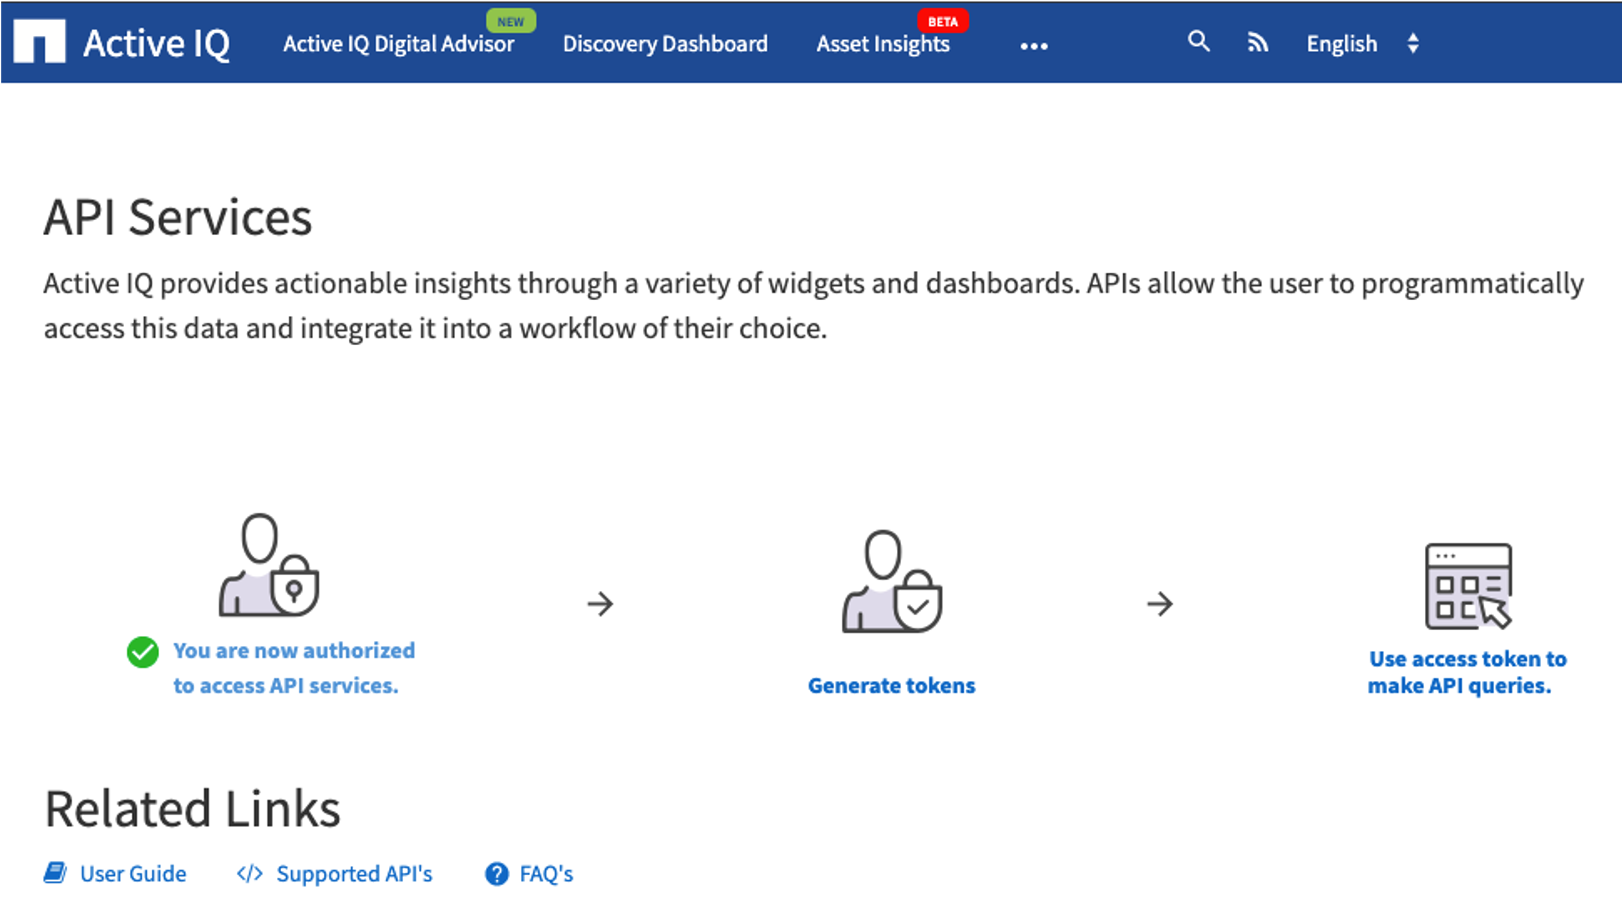 Active IQ
Active IQ Digital Advisor
NEW
Discovery Dashboard
Asset Insights
BETA
English
API Services
Active IQ provides actionable insights through a variety of widgets and dashboards. APIs allow the user to programmatically
access this data and integrate it into a workflow of their choice.
You are now authorized
to access API services.
Generate tokens
Use access token to
make API queries.
Related Links
User Guide
</> Supported API's
FAQ's